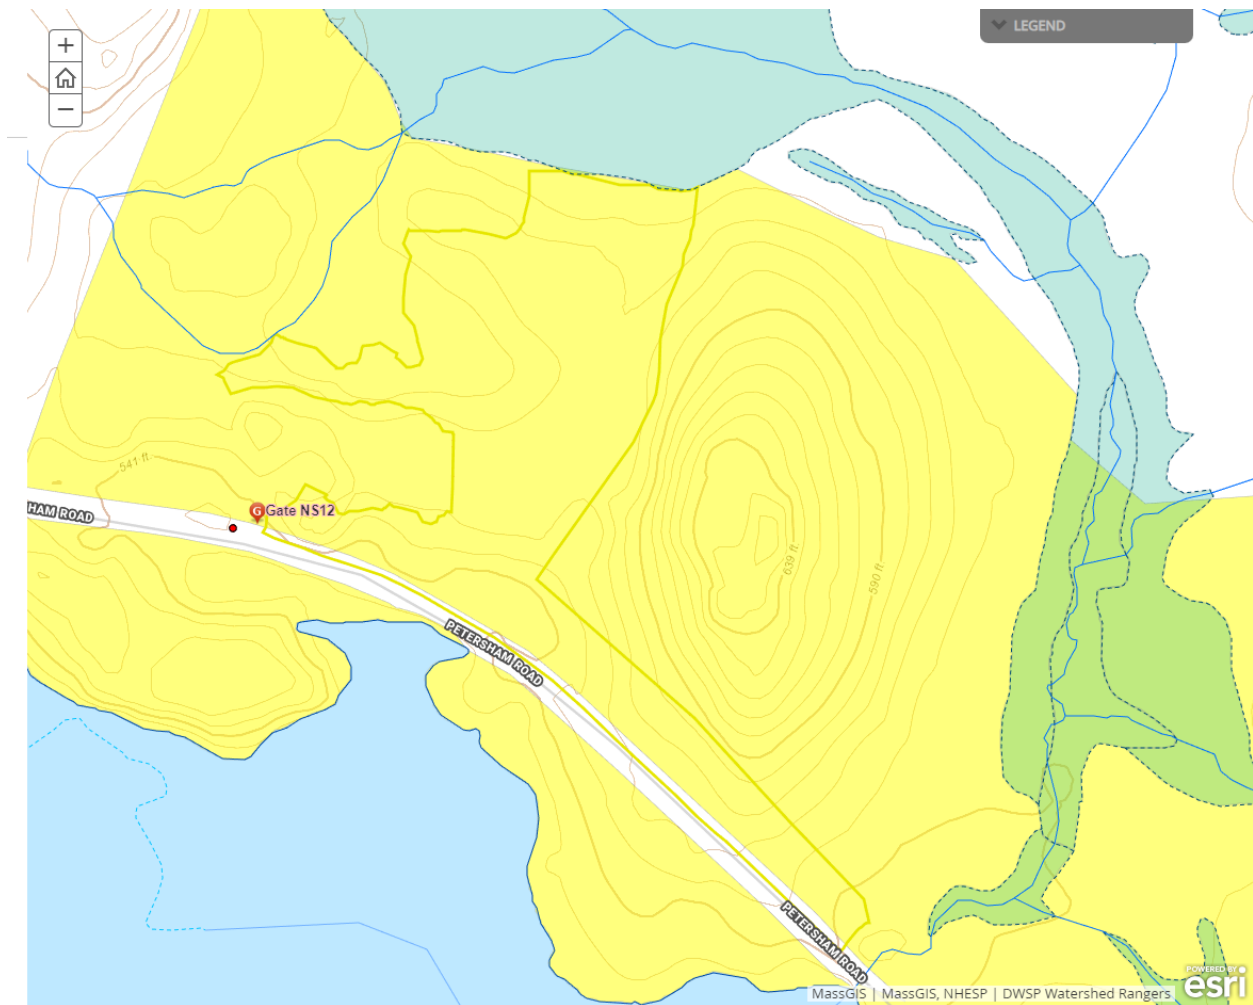 LEGEND
+
−
541 ft.
HAM ROAD
G
Gate NS12
639 ft
590 ft.
PETERSHAM ROAD
PETERSHAM ROAD
MassGIS | MassGIS, NHESP | DWSP Watershed Rangers
POWERED BY
esri